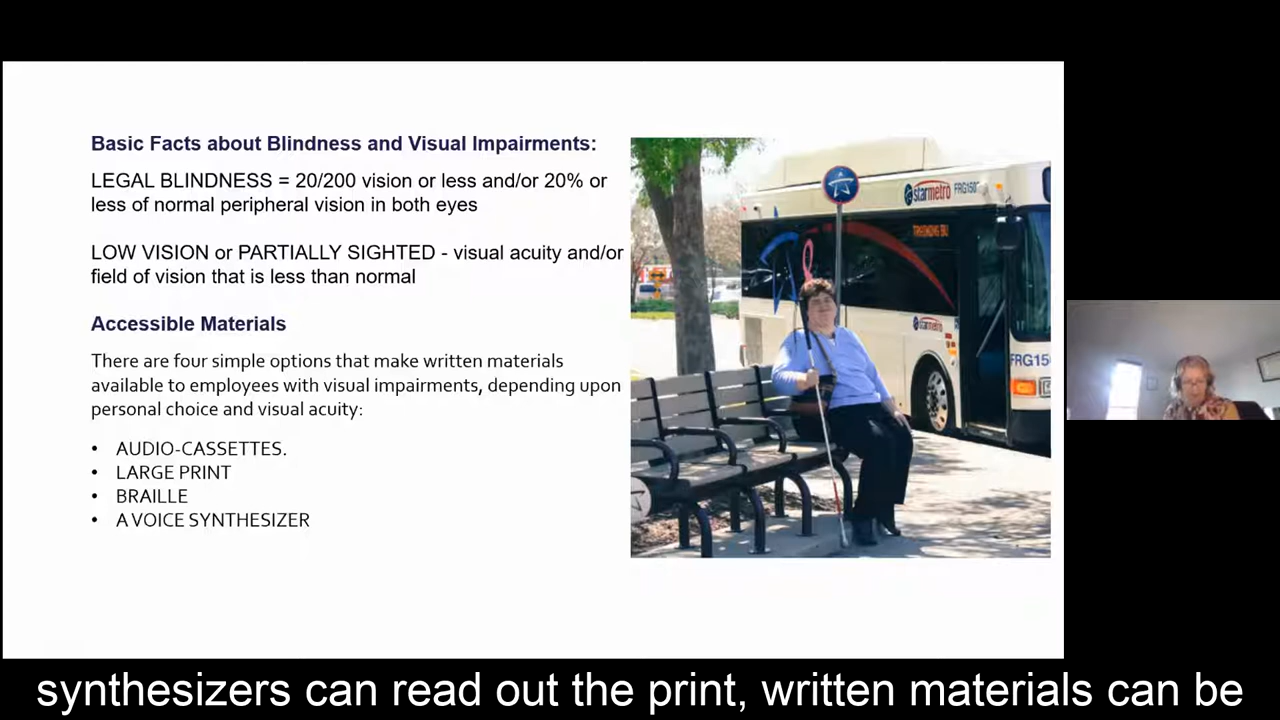 Basic Facts about Blindness and Visual Impairments:
LEGAL BLINDNESS = 20/200 vision or less and/or 20% or
less of normal peripheral vision in both eyes
LOW VISION or PARTIALLY SIGHTED - visual acuity and/or
field of vision that is less than normal
Accessible Materials
There are four simple options that make written materials
available to employees with visual impairments, depending upon
personal choice and visual acuity:
• AUDIO-CASSETTES.
• LARGE PRINT
• BRAILLE
• A VOICE SYNTHESIZER
starmetro FRG150
starmetro
FRG150
synthesizers can read out the print, written materials can be